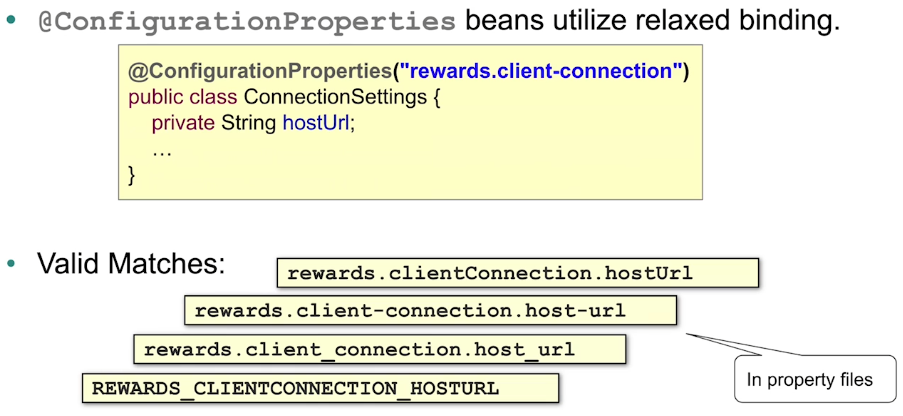 • @ConfigurationProperties beans utilize relaxed binding.
@ConfigurationProperties("rewards.client-connection")
public class ConnectionSettings {
private String hostUrl;
…
}
• Valid Matches:
rewards.clientConnection.hostUrl
rewards.client-connection.host-url
rewards.client_connection.host_url
REWARDS_CLIENTCONNECTION_HOSTURL
In property files